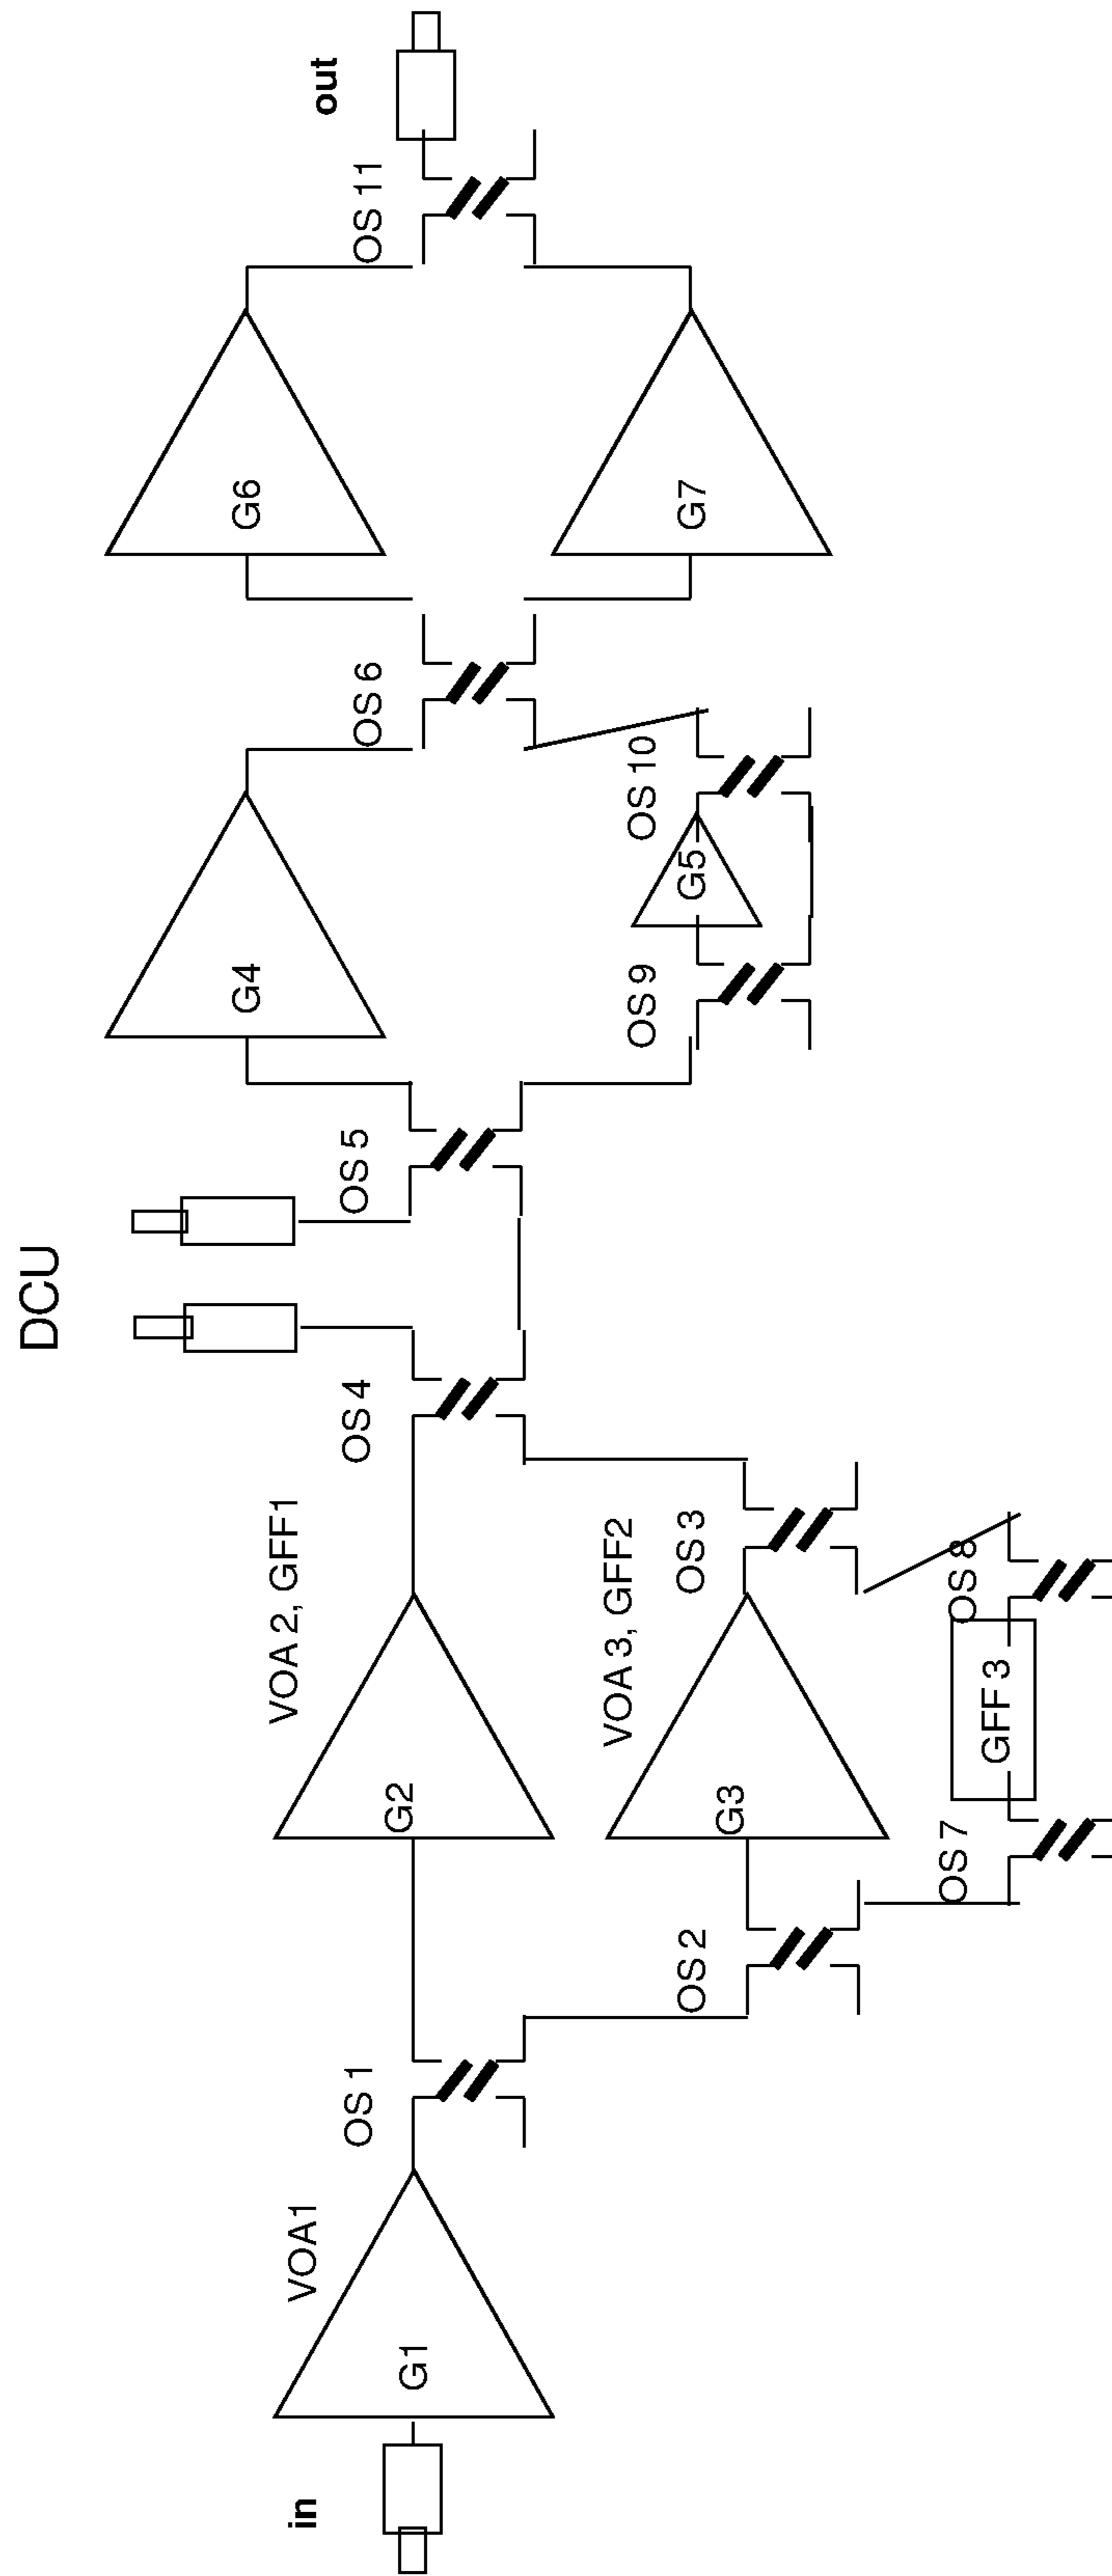 DCU
in
G1
VOA1
OS 1
G2
VOA 2, GFF1
OS 4
OS 5
G4
OS 6
G6
OS 11
out
OS 2
G3
VOA 3, GFF2
OS 3
OS 9
G5
OS 10
G7
OS 7
GFF 3
OS 8